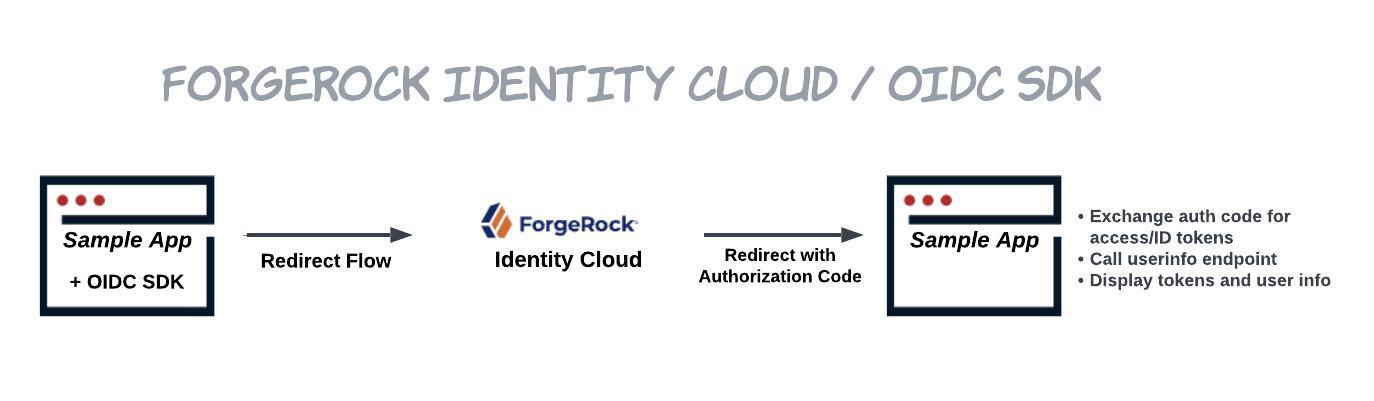 FORGEROCK IDENTITY CLOUD / OIDC SDK
Sample App
+ OIDC SDK
Redirect Flow
ForgeRock
Identity Cloud
Redirect with
Authorization Code
Sample App
• Exchange auth code for
access/ID tokens
• Call userinfo endpoint
• Display tokens and user info